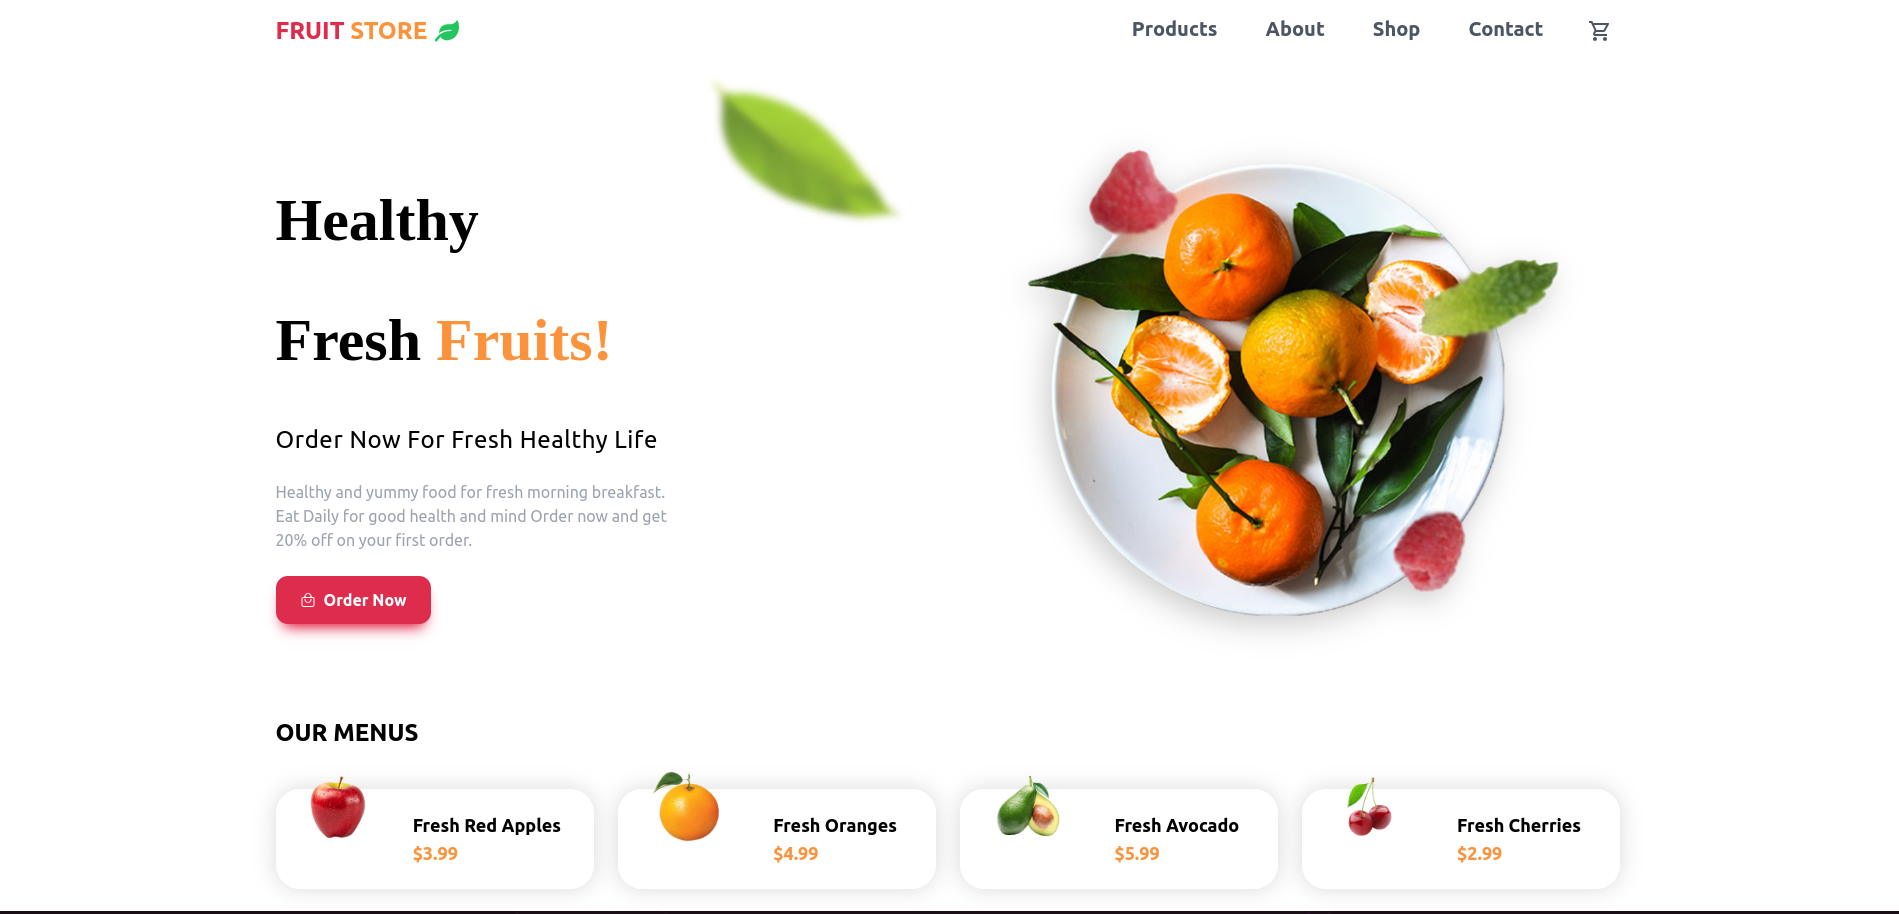 FRUIT STORE
Products About Shop Contact
Healthy
Fresh Fruits!
Order Now For Fresh Healthy Life
Healthy and yummy food for fresh morning breakfast.
Eat Daily for good health and mind Order now and get
20% off on your first order.
Order Now
OUR MENUS
Fresh Red Apples
$3.99
Fresh Oranges
$4.99
Fresh Avocado
$5.99
Fresh Cherries
$2.99